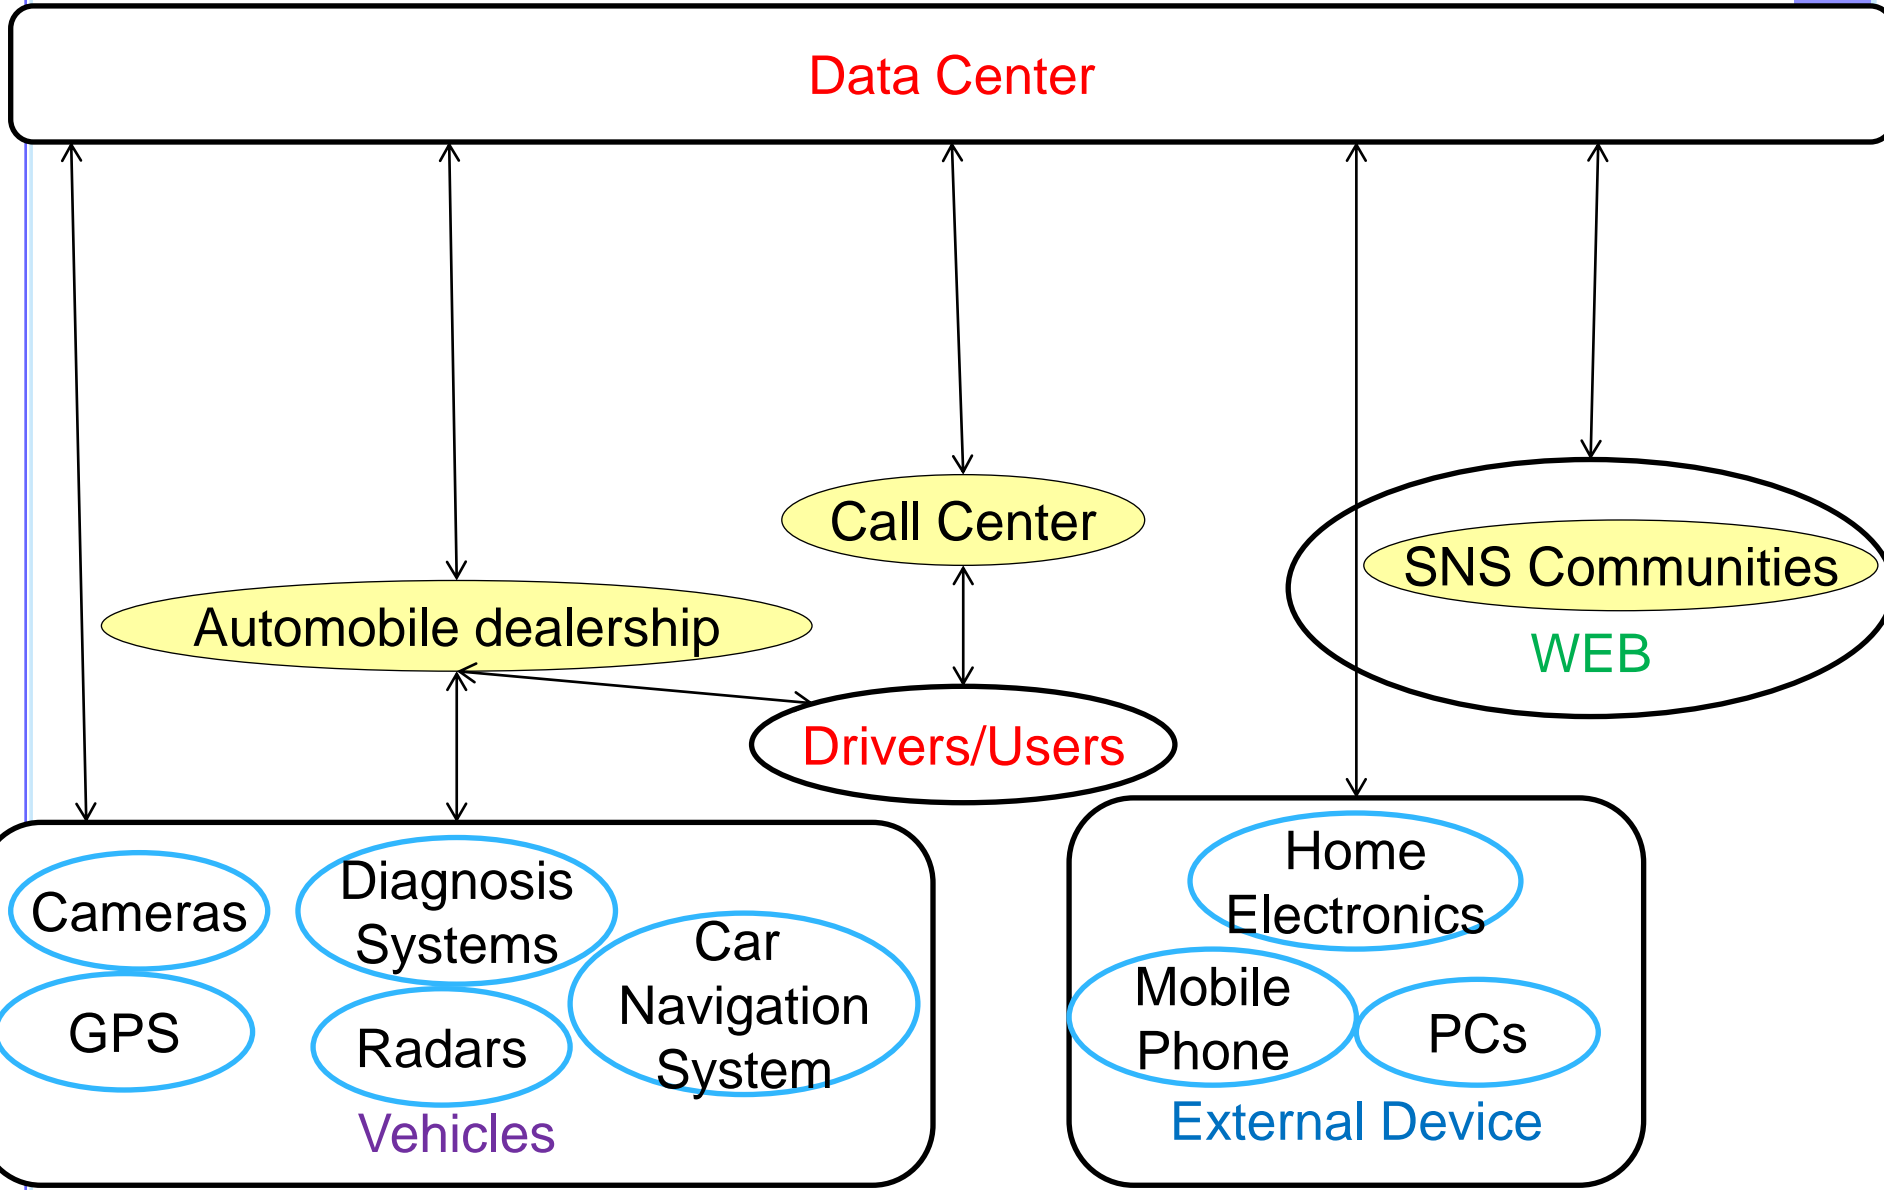 Data Center
Call Center
SNS Communities
Automobile dealership
WEB
Drivers/Users
Cameras
Diagnosis
Systems
Car
Navigation
System
GPS
Radars
Vehicles
Home
Electronics
Mobile
Phone
PCs
External Device